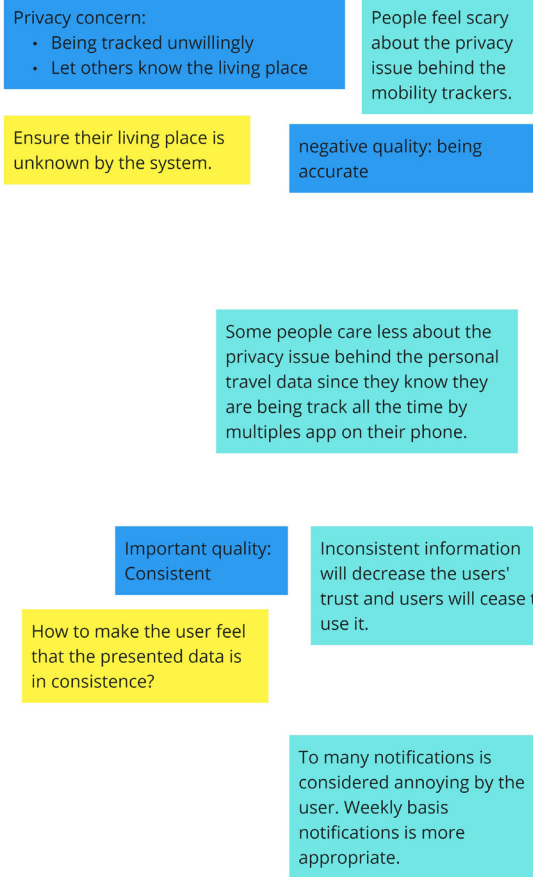 Privacy concern:
• Being tracked unwillingly
• Let others know the living place
People feel scary
about the privacy
issue behind the
mobility trackers.
Ensure their living place is
unknown by the system.
negative quality: being
accurate
Some people care less about the
privacy issue behind the personal
travel data since they know they
are being track all the time by
multiples app on their phone.
Important quality:
Consistent
Inconsistent information
will decrease the users'
trust and users will cease t
use it.
How to make the user feel
that the presented data is
in consistence?
To many notifications is
considered annoying by the
user. Weekly basis
notifications is more
appropriate.